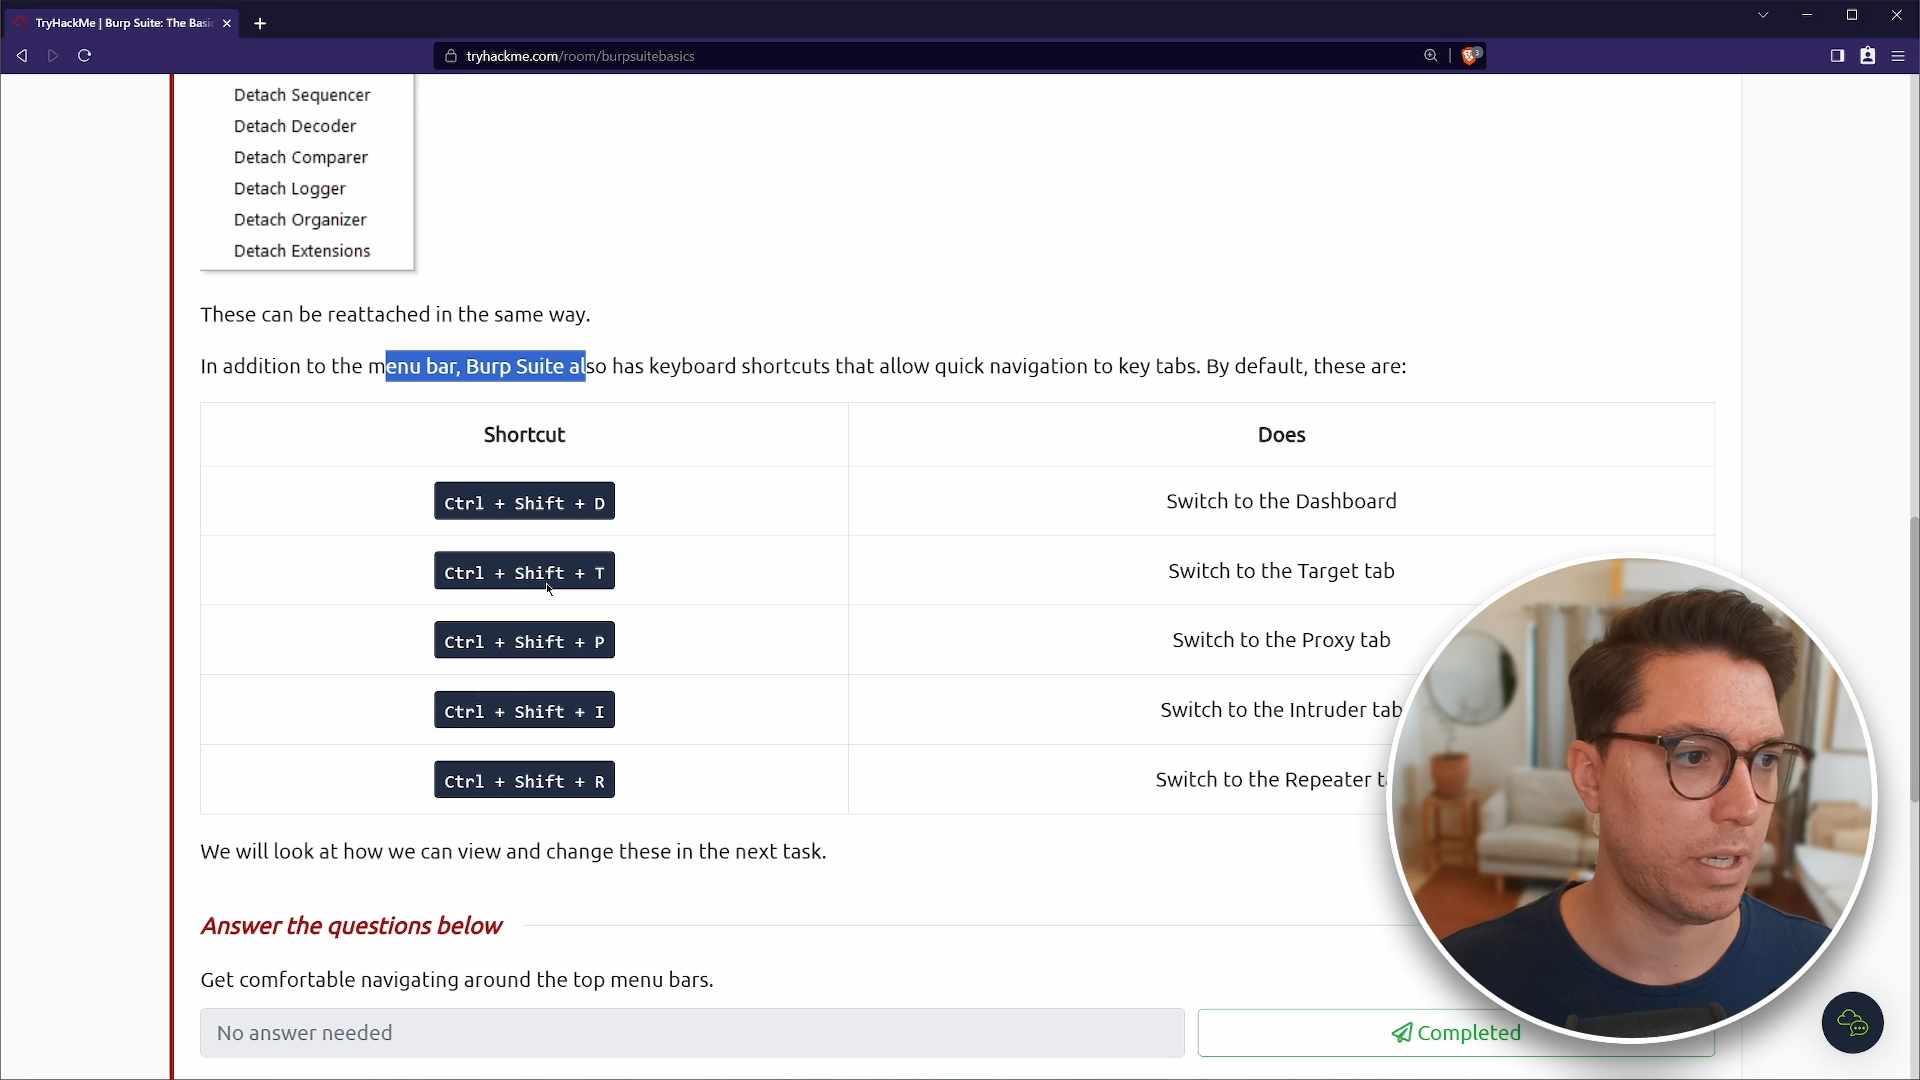 TryHackMe | Burp Suite: The Basi
tryhackme.com/room/burpsuitebasics
3
Detach Sequencer
Detach Decoder
Detach Comparer
Detach Logger
Detach Organizer
Detach Extensions
These can be reattached in the same way.
In addition to the menu bar, Burp Suite also has keyboard shortcuts that allow quick navigation to key tabs. By default, these are:
Shortcut Does
Ctrl + Shift + D Switch to the Dashboard
Ctrl + Shift + T Switch to the Target tab
Ctrl + Shift + P Switch to the Proxy tab
Ctrl + Shift + I Switch to the Intruder tab
Ctrl + Shift + R Switch to the Repeater ta
We will look at how we can view and change these in the next task.
Answer the questions below
Get comfortable navigating around the top menu bars.
No answer needed Completed